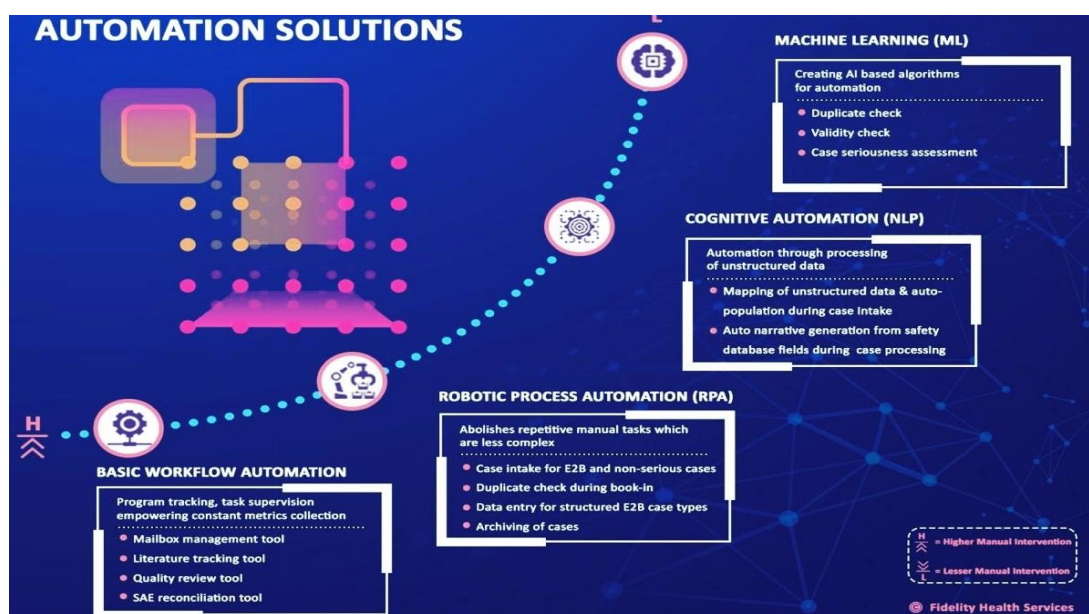 AUTOMATION SOLUTIONS
L
MACHINE LEARNING (ML)
Creating AI based algorithms
for automation
Duplicate check
Validity check
Case seriousness assessment
COGNITIVE AUTOMATION (NLP)
Automation through processing
of unstructured data
Mapping of unstructured data & auto-
population during case intake
Auto narrative generation from safety
database fields during case processing
ROBOTIC PROCESS AUTOMATION (RPA)
Abolishes repetitive manual tasks which
are less complex
Case intake for E2B and non-serious cases
Duplicate check during book-in
Data entry for structured E2B case types
Archiving of cases
H
BASIC WORKFLOW AUTOMATION
Program tracking, task supervision
empowering constant metrics collection
Mailbox management tool
Literature tracking tool
Quality review tool
SAE reconciliation tool
H = Higher Manual Intervention
L = Lesser Manual Intervention
© Fidelity Health Services